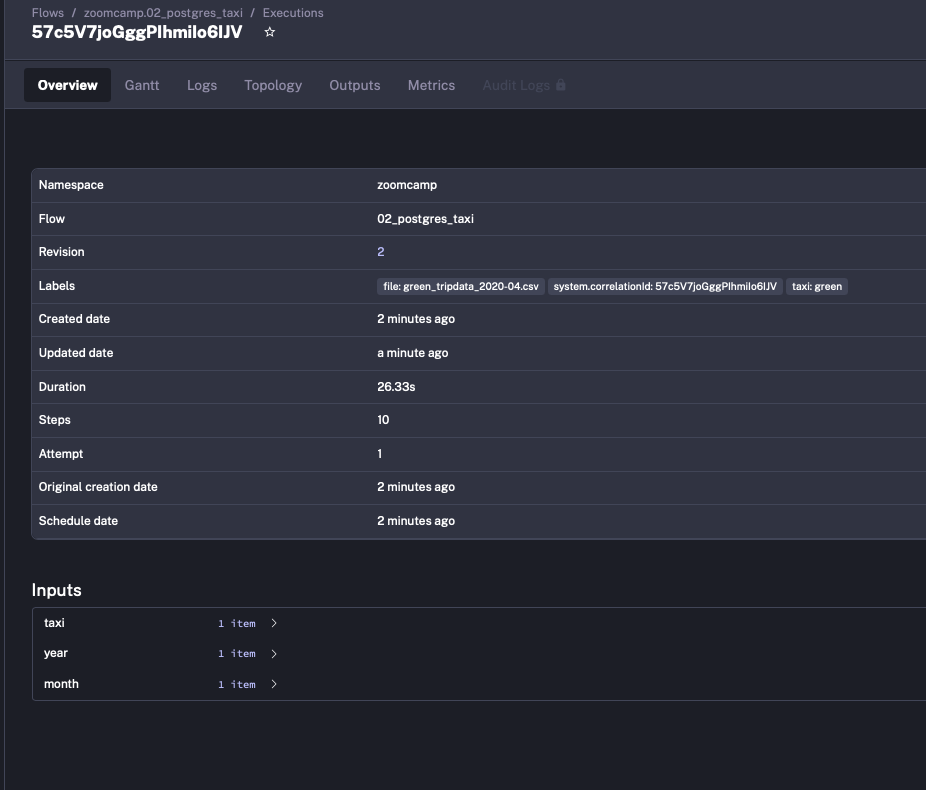 Flows / zoomcamp.02_postgres_taxi / Executions
57c5V7joGggPIhmiIo6IJV
Overview Gantt Logs Topology Outputs Metrics Audit Logs
Namespace zoomcamp
Flow 02_postgres_taxi
Revision 2
Labels file: green_tripdata_2020-04.csv system.correlationId: 57c5V7joGggPIhmiIo6IJV taxi: green
Created date 2 minutes ago
Updated date a minute ago
Duration 26.33s
Steps 10
Attempt 1
Original creation date 2 minutes ago
Schedule date 2 minutes ago
Inputs
taxi 1 item
year 1 item
month 1 item